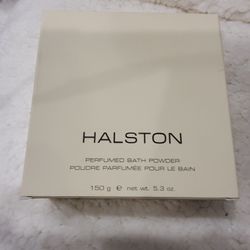 HALSTON
PERFUMED BATH POWDER
POUDRE PARFUMÉE POUR LE BAIN
150 g ℮ net wt. 5.3 oz.